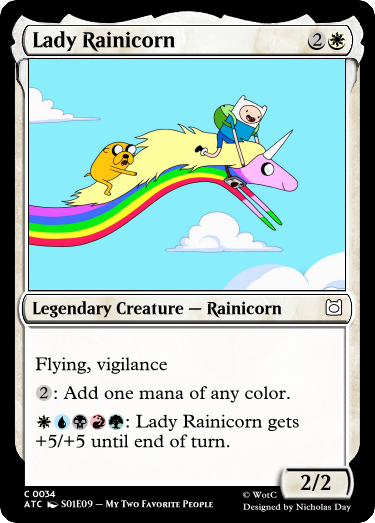 Lady Rainicorn 2
Legendary Creature — Rainicorn
Flying, vigilance
2: Add one mana of any color.
: Lady Rainicorn gets
+5/+5 until end of turn.
2/2
C 0034
ATC S01E09 – My Two Favorite People
© WotC
Designed by Nicholas Day